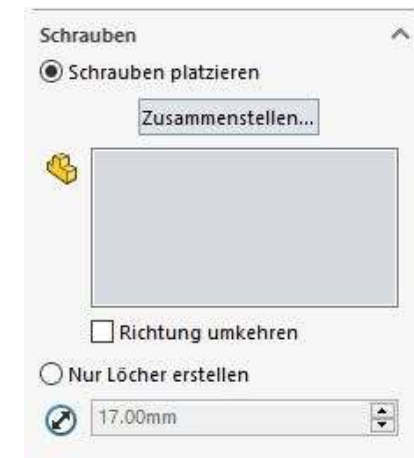 Schrauben
Schrauben platzieren
Zusammenstellen...
Richtung umkehren
Nur Löcher erstellen
17.00mm